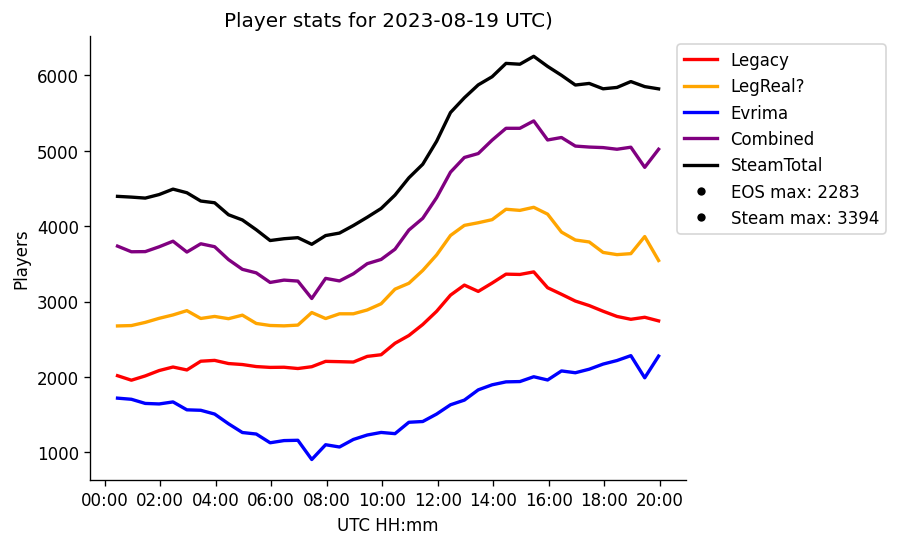 Player stats for 2023-08-19 UTC)
Legacy
LegReal?
Evrima
Combined
SteamTotal
EOS max: 2283
Steam max: 3394
Players
6000
5000
4000
3000
2000
1000
00:00 02:00 04:00 06:00 08:00 10:00 12:00 14:00 16:00 18:00 20:00
UTC HH:mm